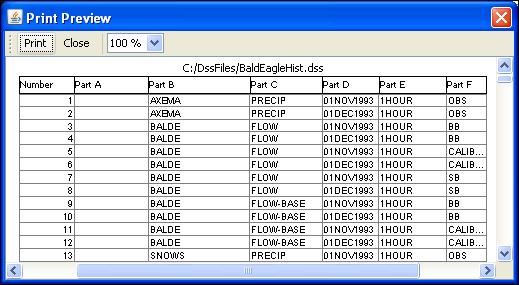 Print Preview
Print Close 100 %
C:/DssFiles/BaldEagleHist.dss
Number Part A Part B Part C Part D Part E Part F
1 AXEMA PRECIP 01NOV1993 1HOUR OBS
2 AXEMA PRECIP 01DEC1993 1HOUR OBS
3 BALDE FLOW 01NOV1993 1HOUR BB
4 BALDE FLOW 01DEC1993 1HOUR BB
5 BALDE FLOW 01NOV1993 1HOUR CALIB...
6 BALDE FLOW 01DEC1993 1HOUR CALIB...
7 BALDE FLOW 01NOV1993 1HOUR SB
8 BALDE FLOW 01DEC1993 1HOUR SB
9 BALDE FLOW-BASE 01NOV1993 1HOUR BB
10 BALDE FLOW-BASE 01DEC1993 1HOUR BB
11 BALDE FLOW-BASE 01NOV1993 1HOUR CALIB...
12 BALDE FLOW-BASE 01DEC1993 1HOUR CALIB...
13 SNOWS PRECIP 01NOV1993 1HOUR OBS